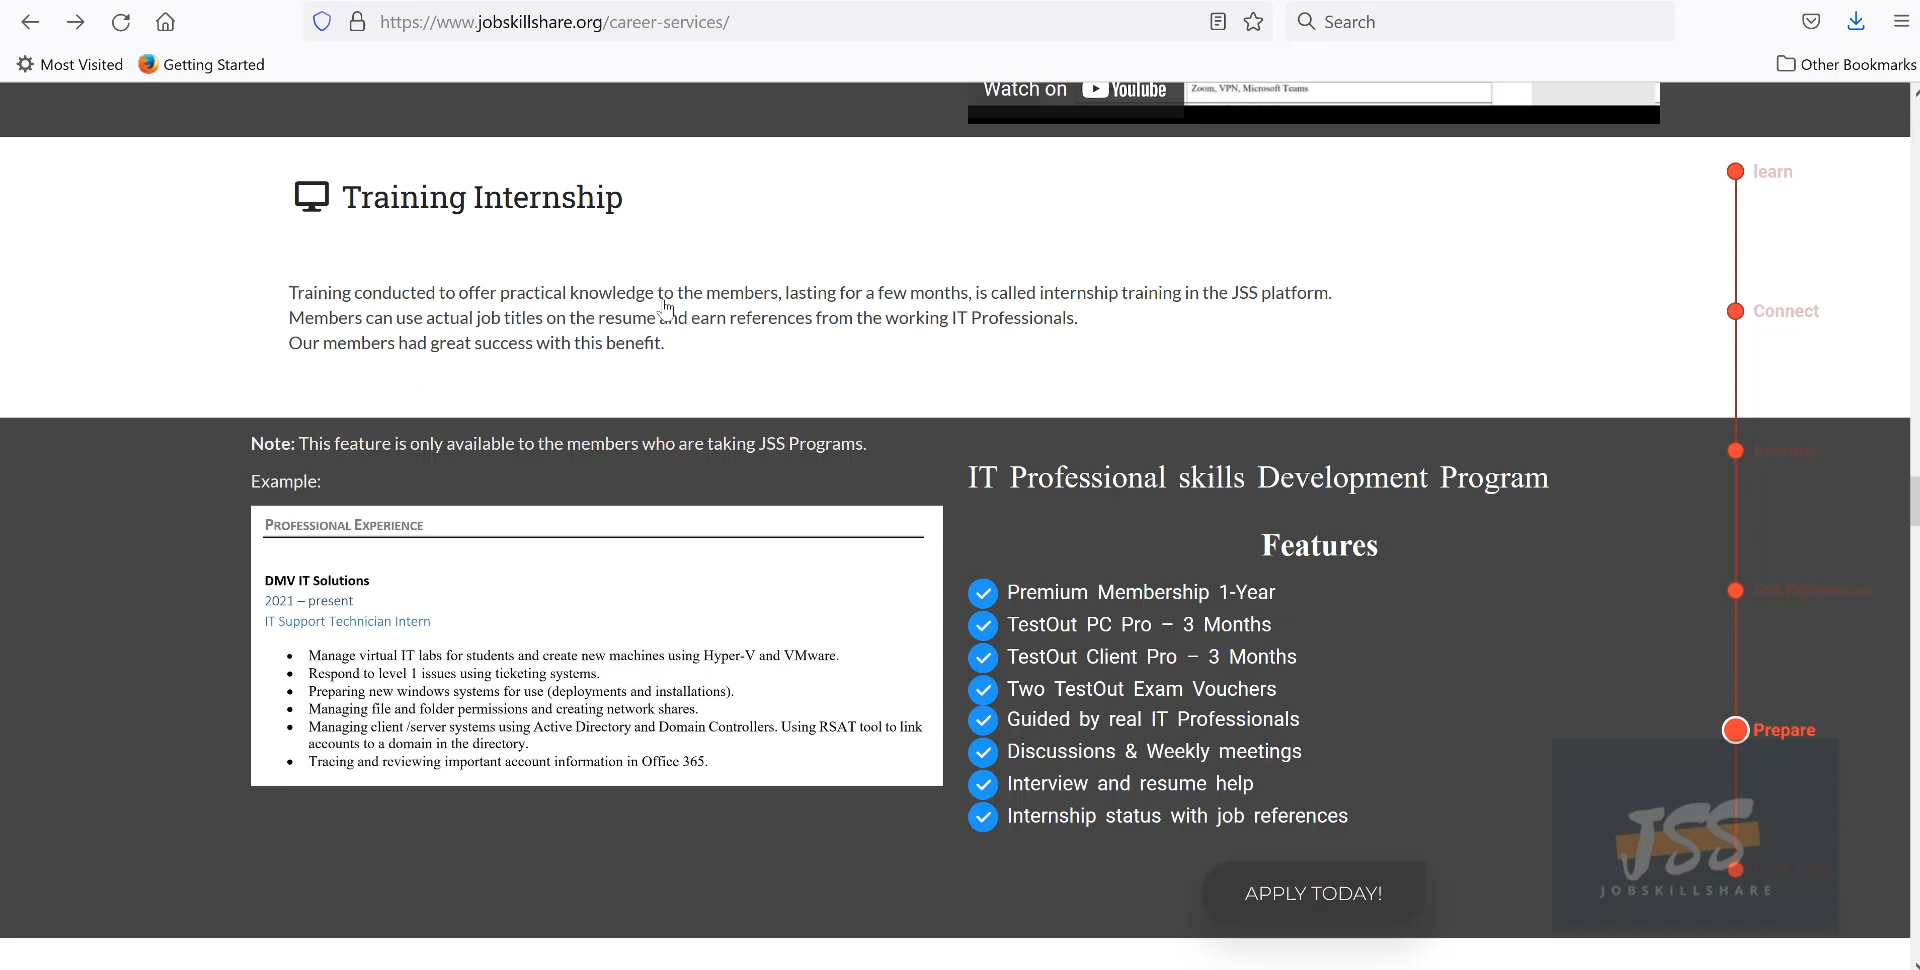 https://www.jobskillshare.org/career-services/
Search
Most Visited
Getting Started
Other Bookmarks
Watch on YouTube
Zoom, VPN, Microsoft Teams
Training Internship
Training conducted to offer practical knowledge to the members, lasting for a few months, is called internship training in the JSS platform.
Members can use actual job titles on the resume and earn references from the working IT Professionals.
Our members had great success with this benefit.
learn
Connect
Note: This feature is only available to the members who are taking JSS Programs.
Example:
PROFESSIONAL EXPERIENCE
DMV IT Solutions
2021 – present
IT Support Technician Intern
• Manage virtual IT labs for students and create new machines using Hyper-V and VMware.
• Respond to level 1 issues using ticketing systems.
• Preparing new windows systems for use (deployments and installations).
• Managing file and folder permissions and creating network shares.
• Managing client /server systems using Active Directory and Domain Controllers. Using RSAT tool to link
accounts to a domain in the directory.
• Tracing and reviewing important account information in Office 365.
IT Professional skills Development Program
Features
Premium Membership 1-Year
TestOut PC Pro – 3 Months
TestOut Client Pro – 3 Months
Two TestOut Exam Vouchers
Guided by real IT Professionals
Discussions & Weekly meetings
Interview and resume help
Internship status with job references
APPLY TODAY!
Get Experience
Prepare
JSS
JOBSKILLSHARE